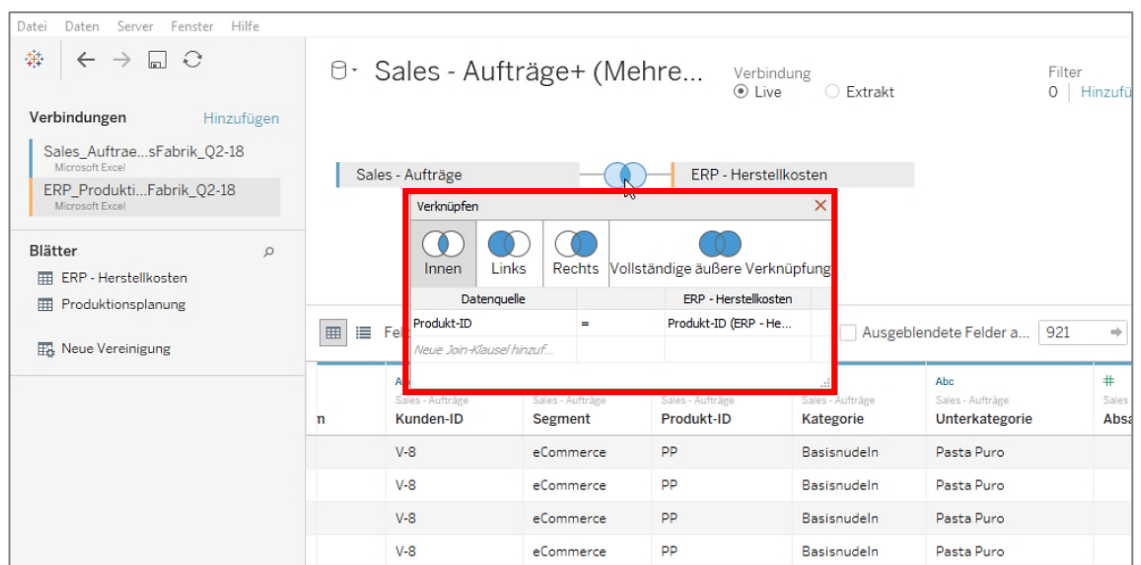 Datei Daten Server Fenster Hilfe
Sales - Aufträge+ (Mehre...
Verbindung
Live Extrakt
Filter
0 Hinzufü
Verbindungen Hinzufügen
Sales_Auftrae...sFabrik_Q2-18
Microsoft Excel
ERP_Produkti...Fabrik_Q2-18
Microsoft Excel
Sales - Aufträge ERP - Herstellkosten
Verknüpfen
Innen Links Rechts Vollständige äußere Verknüpfung
Datenquelle ERP - Herstellkosten
Produkt-ID = Produkt-ID (ERP - He...
Neue Join-Klausel hinzuf...
Blätter
ERP - Herstellkosten
Produktionsplanung
Neue Vereinigung
Ausgeblendete Felder a... 921
Abc #
Sales - Aufträge Sales - Aufträge Sales - Aufträge Sales - Aufträge Sales - Aufträge Sales
Kunden-ID Segment Produkt-ID Kategorie Unterkategorie Absa
V-8 eCommerce PP Basisnudeln Pasta Puro
V-8 eCommerce PP Basisnudeln Pasta Puro
V-8 eCommerce PP Basisnudeln Pasta Puro
V-8 eCommerce PP Basisnudeln Pasta Puro